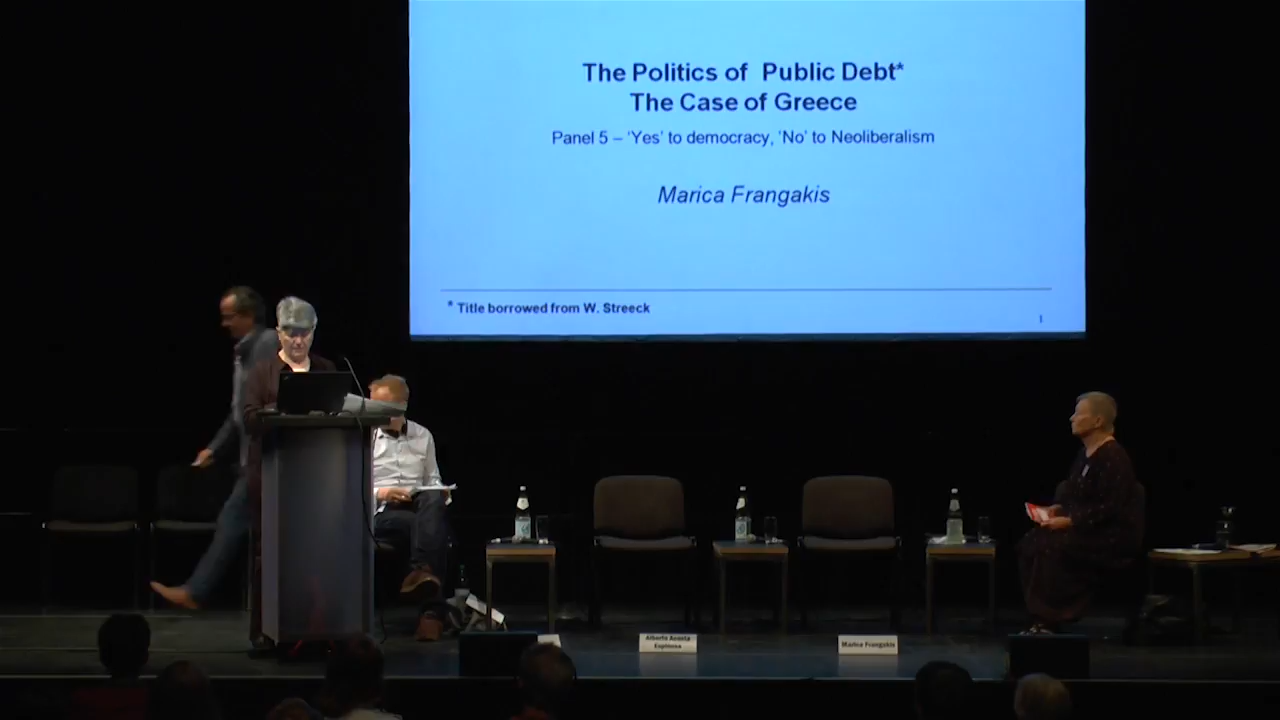 The Politics of Public Debt*
The Case of Greece
Panel 5 – 'Yes' to democracy, 'No' to Neoliberalism
Marica Frangakis
* Title borrowed from W. Streeck
1
Alberto Acosta
Espinosa
Marica Frangakis